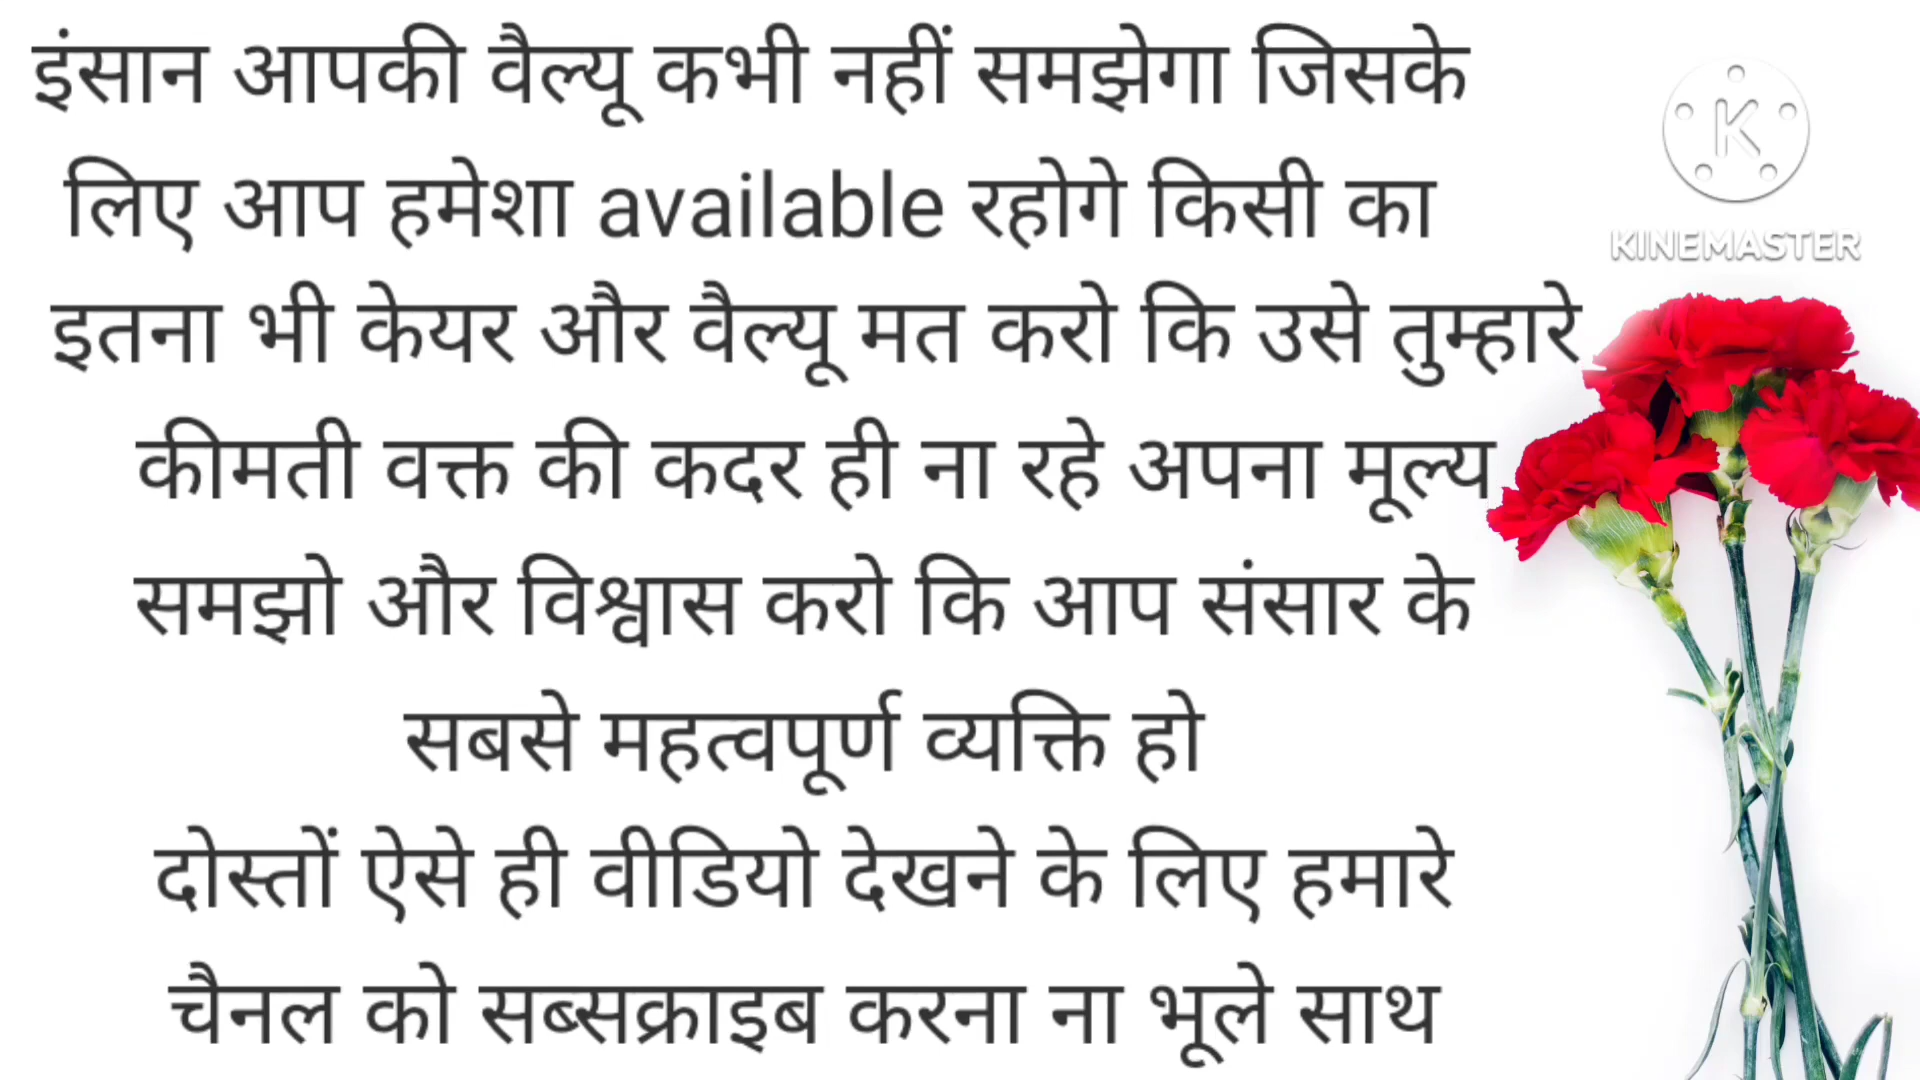 इंसान आपकी वैल्यू कभी नहीं समझेगा जिसके
लिए आप हमेशा available रहोगे किसी का
इतना भी केयर और वैल्यू मत करो कि उसे तुम्हारे
कीमती वक्त की कदर ही ना रहे अपना मूल्य
समझो और विश्वास करो कि आप संसार के
सबसे महत्वपूर्ण व्यक्ति हो
दोस्तों ऐसे ही वीडियो देखने के लिए हमारे
चैनल को सब्सक्राइब करना ना भूले साथ
K
KINEMASTER